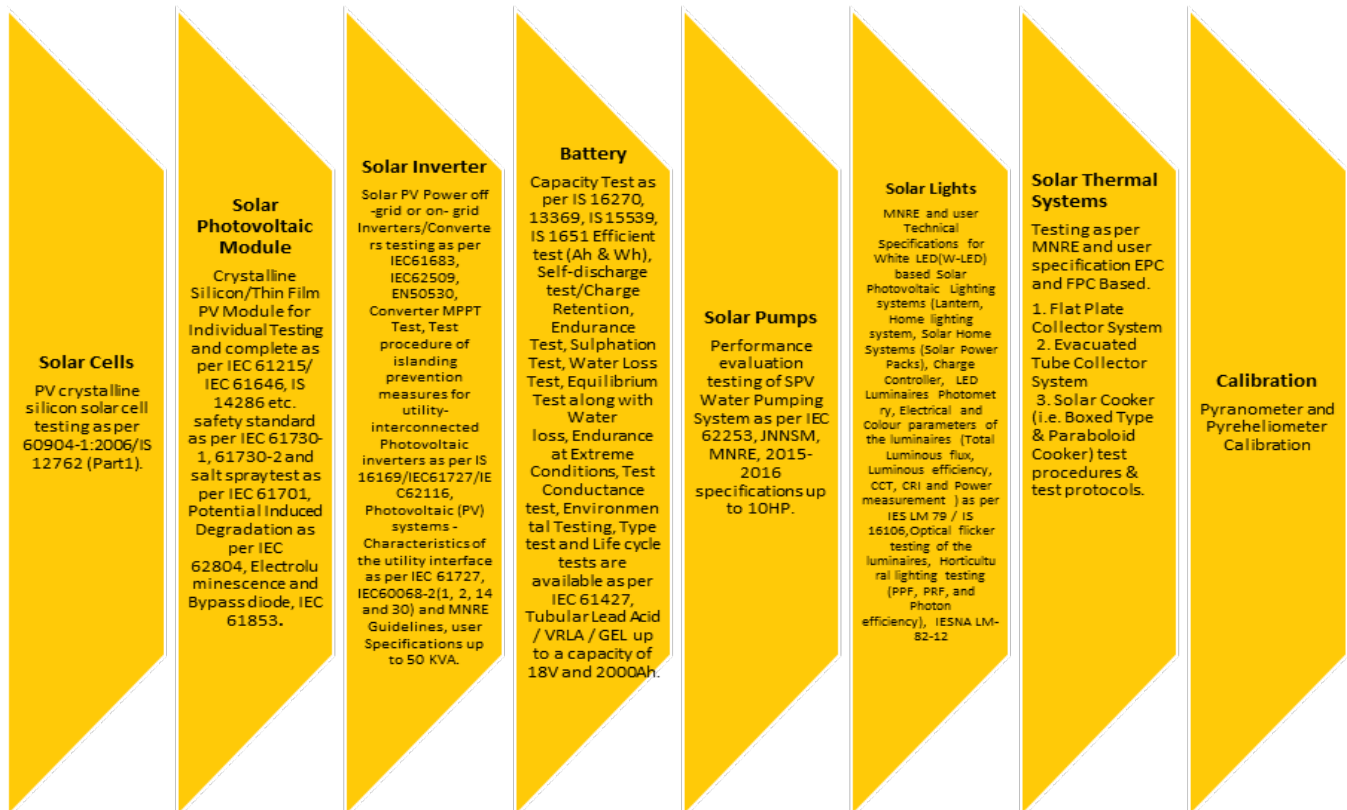 Solar Cells
PV crystalline
silicon solar cell
testing as per
60904-1:2006/IS
12762 (Part1).
Solar
Photovoltaic
Module
Crystalline
Silicon/Thin Film
PV Module for
Individual Testing
and complete as
per IEC 61215/
IEC 61646, IS
14286 etc.
safety standard
as per IEC 61730-
1, 61730-2 and
salt spray test as
per IEC 61701,
Potential Induced
Degradation as
per IEC
62804, Electrolu
minescence and
Bypass diode, IEC
61853.
Solar Inverter
Solar PV Power off
-grid or on- grid
Inverters/Converte
rs testing as per
IEC61683,
IEC62509,
EN50530,
Converter MPPT
Test, Test
procedure of
islanding
prevention
measures for
utility-
interconnected
Photovoltaic
inverters as per IS
16169/IEC61727/IE
C62116,
Photovoltaic (PV)
systems -
Characteristics of
the utility interface
as per IEC 61727,
IEC60068-2(1, 2, 14
and 30) and MNRE
Guidelines, user
Specifications up
to 50 KVA.
Battery
Capacity Test as
per IS 16270,
13369, IS15539,
IS 1651 Efficient
test (Ah & Wh),
Self-discharge
test/Charge
Retention,
Endurance
Test, Sulphation
Test, Water Loss
Test, Equilibrium
Test along with
Water
loss, Endurance
at Extreme
Conditions, Test
Conductance
test, Environmen
tal Testing, Type
test and Life cycle
tests are
available as per
IEC 61427,
Tubular Lead Acid
/ VRLA / GEL up
to a capacity of
18V and 2000Ah.
Solar Pumps
Performance
evaluation
testing of SPV
Water Pumping
System as per IEC
62253, JNNSM,
MNRE, 2015-
2016
specifications up
to 10HP.
Solar Lights
MNRE and user
Technical
Specifications for
White LED(W-LED)
based Solar
Photovoltaic Lighting
systems (Lantern,
Home lighting
system, Solar Home
Systems (Solar Power
Packs), Charge
Controller, LED
Luminaires Photomet
ry, Electrical and
Colour parameters of
the luminaires (Total
Luminous flux,
Luminous efficiency,
CCT, CRI and Power
measurement ) as per
IES LM 79 / IS
16106,Optical flicker
testing of the
luminaires, Horticultu
ral lighting testing
(PPF, PRF, and
Photon
efficiency), IESNA LM-
82-12
Solar Thermal
Systems
Testing as per
MNRE and user
specification EPC
and FPC Based.
1. Flat Plate
Collector System
2. Evacuated
Tube Collector
System
3. Solar Cooker
(i.e. Boxed Type
& Paraboloid
Cooker) test
procedures &
test protocols.
Calibration
Pyranometer and
Pyreheliometer
Calibration